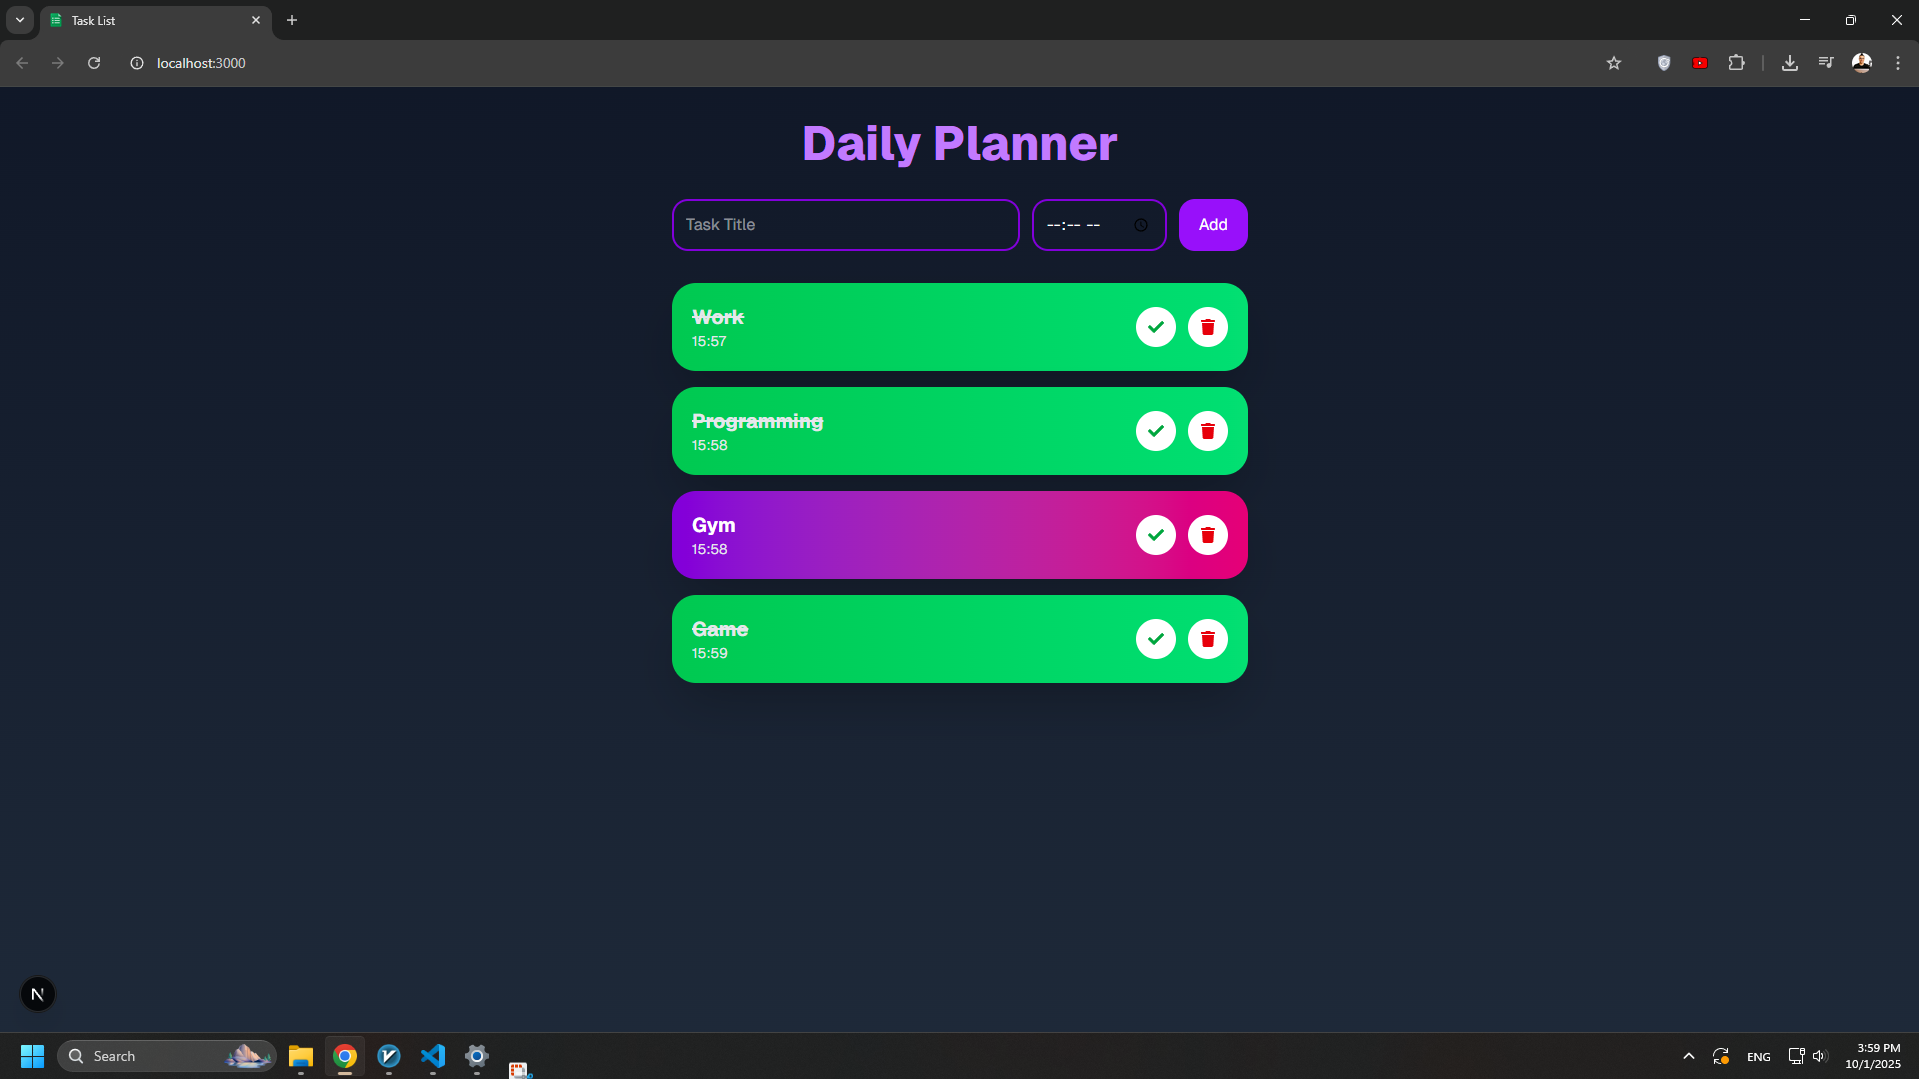 Task List
localhost:3000
Daily Planner
Task Title
--:-- --
Add
Work
15:57
Programming
15:58
Gym
15:58
Game
15:59
N
Search
ENG
3:59 PM
10/1/2025